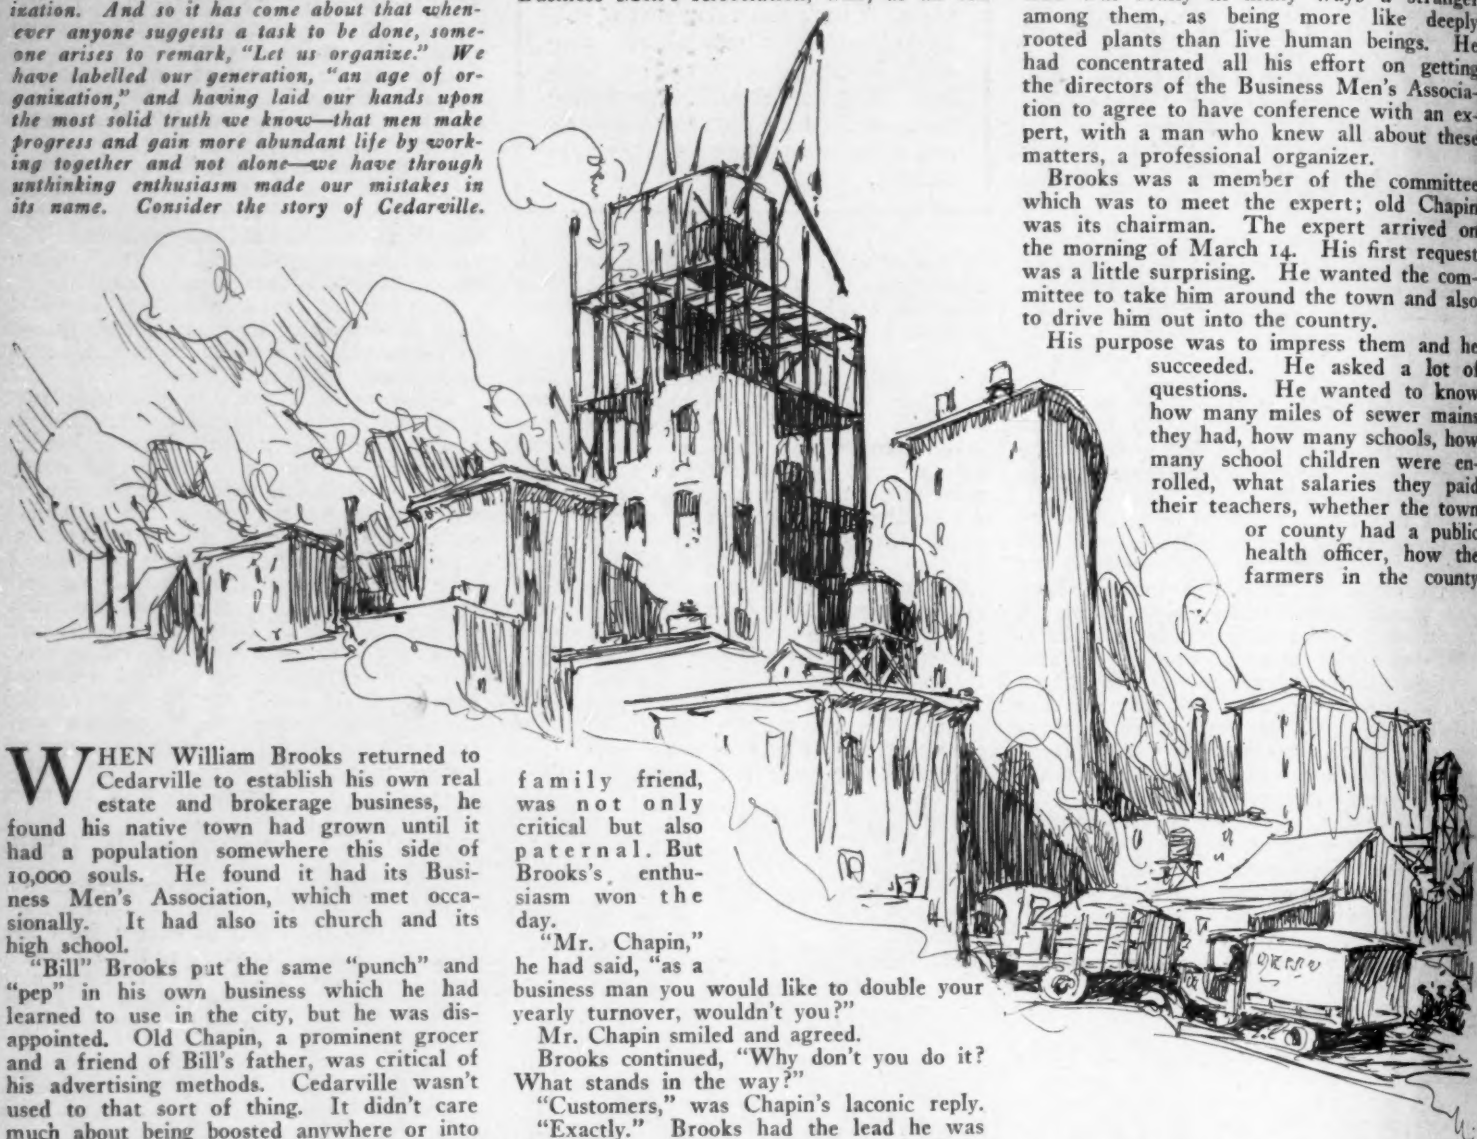 ization. And so it has come about that when-
ever anyone suggests a task to be done, some-
one arises to remark, "Let us organize." We
have labelled our generation, "an age of or-
ganization," and having laid our hands upon
the most solid truth we know—that men make
progress and gain more abundant life by work-
ing together and not alone—we have through
unthinking enthusiasm made our mistakes in
its name. Consider the story of Cedarville.
WHEN William Brooks returned to
Cedarville to establish his own real
estate and brokerage business, he
found his native town had grown until it
had a population somewhere this side of
10,000 souls. He found it had its Busi-
ness Men's Association, which met occa-
sionally. It had also its church and its
high school.
"Bill" Brooks put the same "punch" and
"pep" in his own business which he had
learned to use in the city, but he was dis-
appointed. Old Chapin, a prominent grocer
and a friend of Bill's father, was critical of
his advertising methods. Cedarville wasn't
used to that sort of thing. It didn't care
much about being boosted anywhere or into
family friend,
was not only
critical but also
paternal. But
Brooks's enthu-
siasm won the
day.
"Mr. Chapin,"
he had said, "as a
business man you would like to double your
yearly turnover, wouldn't you?"
Mr. Chapin smiled and agreed.
Brooks continued, "Why don't you do it?
What stands in the way?"
"Customers," was Chapin's laconic reply.
"Exactly." Brooks had the lead he was
among them, as being more like deeply
rooted plants than live human beings. He
had concentrated all his effort on getting
the directors of the Business Men's Associa-
tion to agree to have conference with an ex-
pert, with a man who knew all about these
matters, a professional organizer.
Brooks was a member of the committee
which was to meet the expert; old Chapin
was its chairman. The expert arrived on
the morning of March 14. His first request
was a little surprising. He wanted the com-
mittee to take him around the town and also
to drive him out into the country.
His purpose was to impress them and he
succeeded. He asked a lot of
questions. He wanted to know
how many miles of sewer mains
they had, how many schools, how
many school children were en-
rolled, what salaries they paid
their teachers, whether the town
or county had a public
health officer, how the
farmers in the county